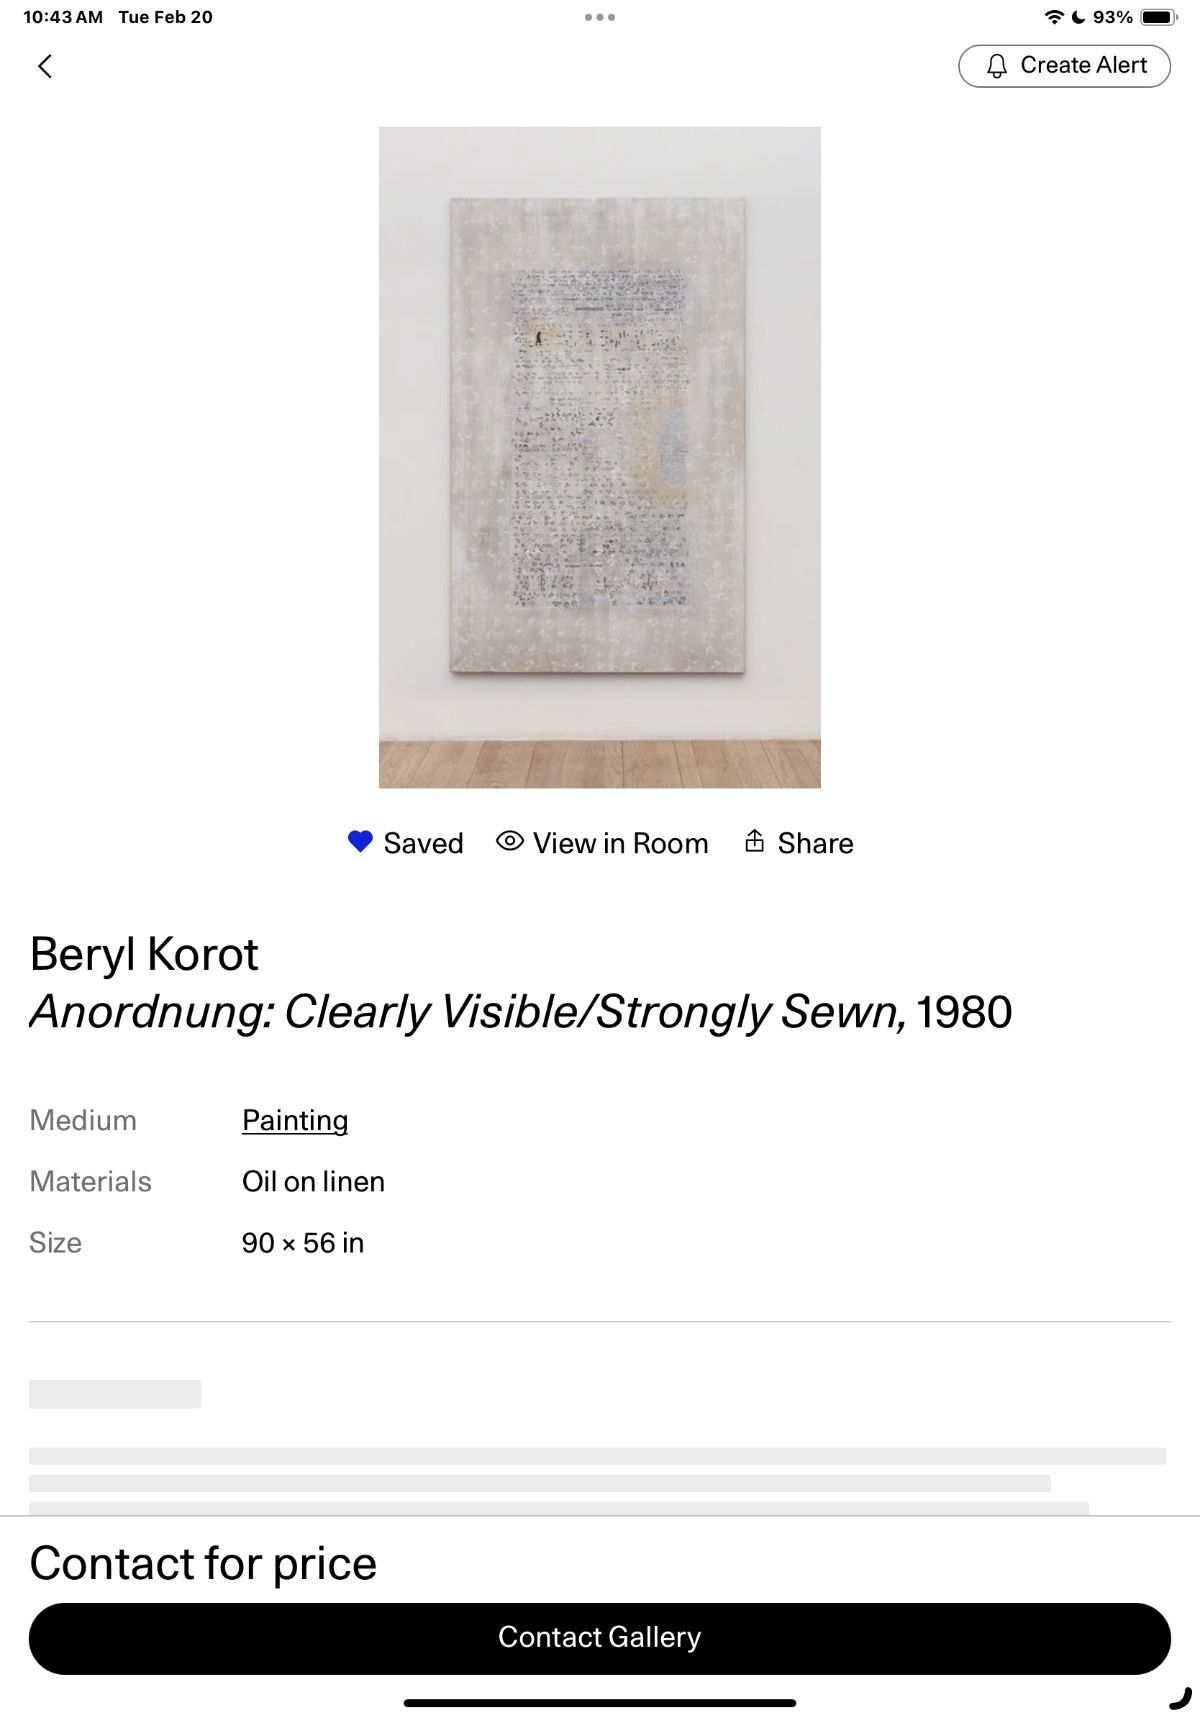 10:43 AM Tue Feb 20
93%
Create Alert
Saved View in Room Share
Beryl Korot
Anordnung: Clearly Visible/Strongly Sewn, 1980
Medium Painting
Materials Oil on linen
Size 90 × 56 in
Contact for price
Contact Gallery